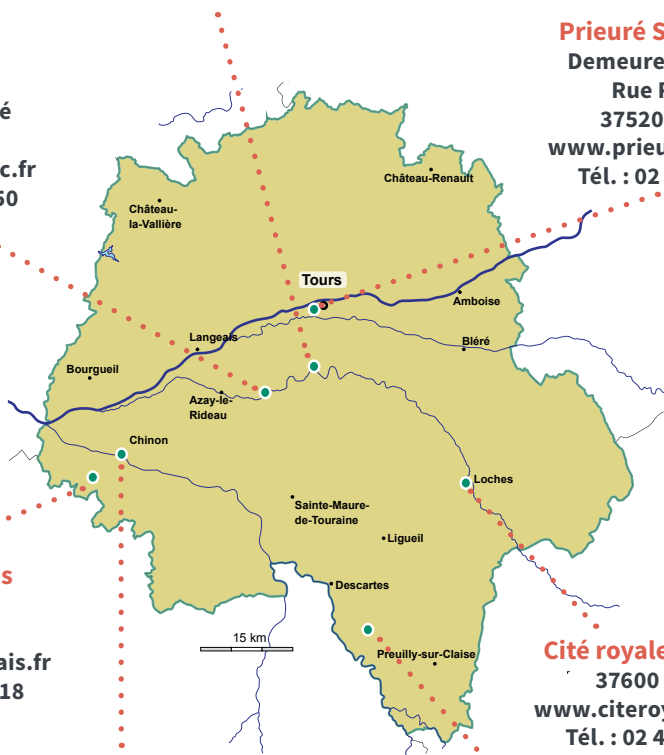 Prieuré S
Demeure
Rue F
37520
www.prieu
Tél. : 02
é
c.fr
50
Château-Renault
Château-
la-Vallière
Tours
Amboise
Langeais
Bléré
Bourgueil
Azay-le-
Rideau
Chinon
Loches
Sainte-Maure-
de-Touraine
Ligueil
Descartes
s
ais.fr
18
15 km
Preuilly-sur-Claise
Cité royale
37600
www.citeroy
Tél. : 02 4